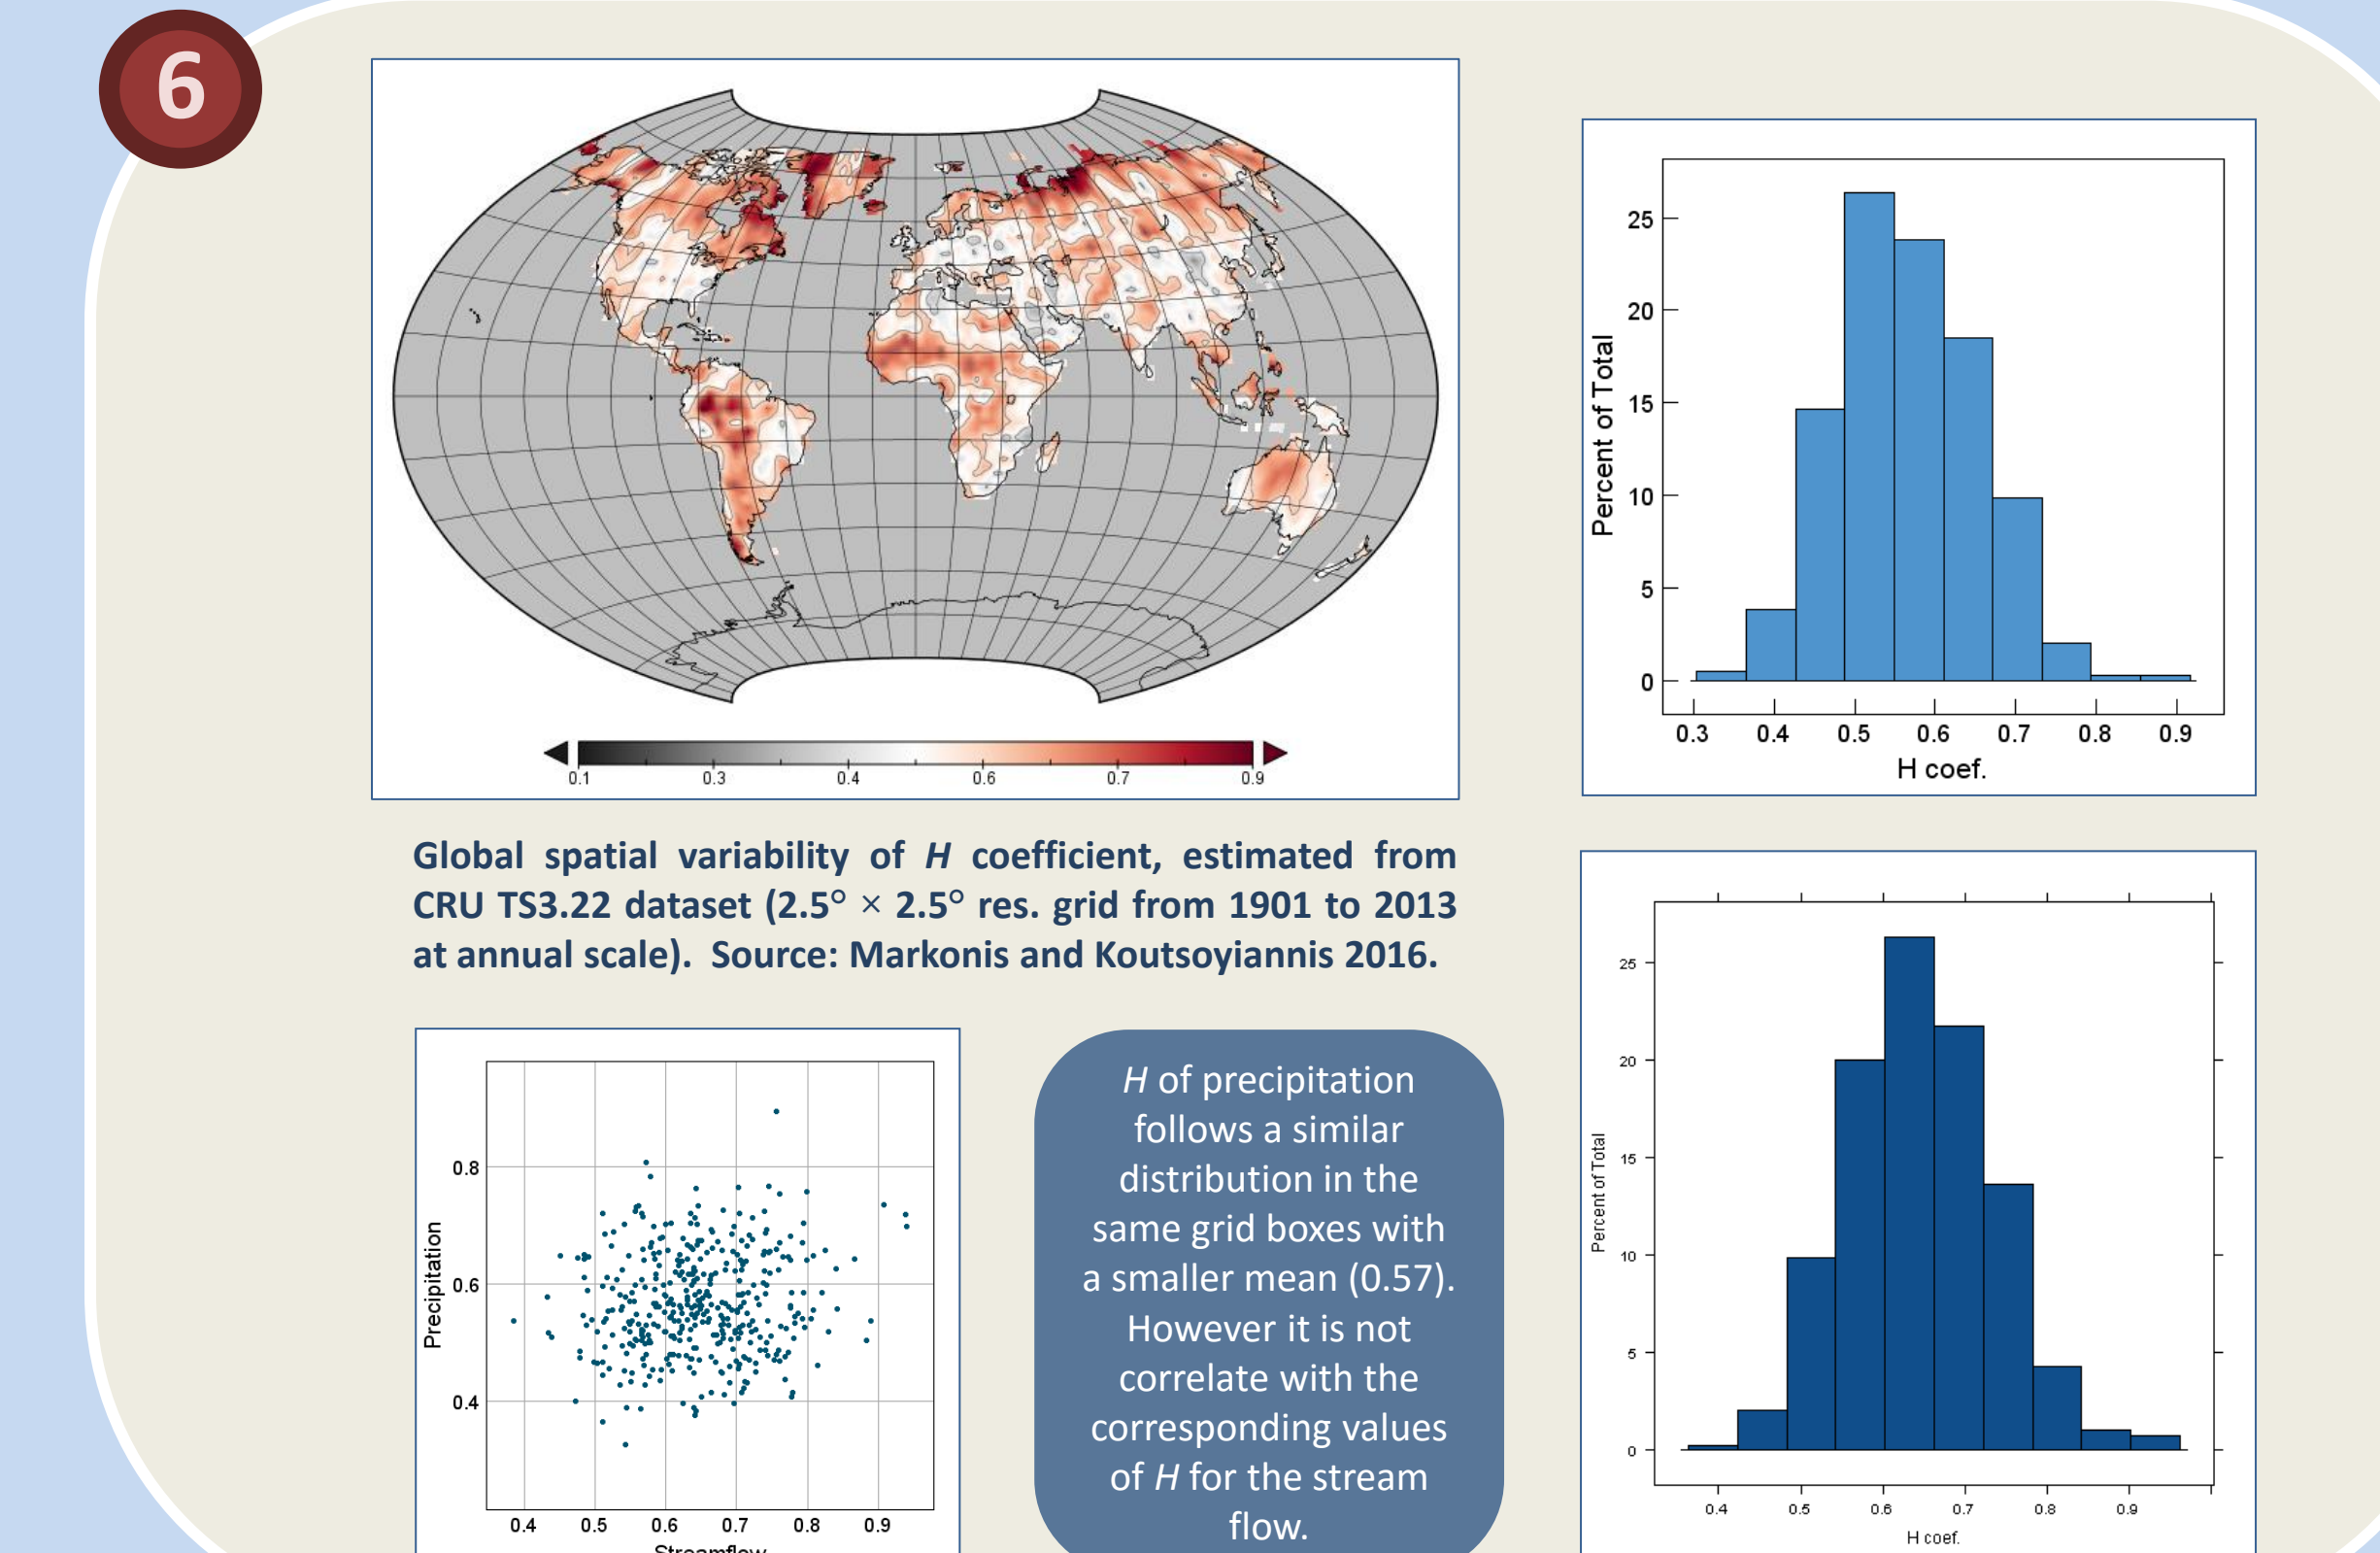 6
0.1 0.3 0.4 0.6 0.7 0.9
Global spatial variability of H coefficient, estimated from
CRU TS3.22 dataset (2.5° × 2.5° res. grid from 1901 to 2013
at annual scale). Source: Markonis and Koutsoyiannis 2016.
Percent of Total
25
20
15
10
5
0
0.3 0.4 0.5 0.6 0.7 0.8 0.9
H coef.
Precipitation
0.8
0.6
0.4
0.4 0.5 0.6 0.7 0.8 0.9
Streamflow
H of precipitation
follows a similar
distribution in the
same grid boxes with
a smaller mean (0.57).
However it is not
correlate with the
corresponding values
of H for the stream
flow.
Percent of Total
25
20
15
10
5
0
0.4 0.5 0.6 0.7 0.8 0.9
H coef.